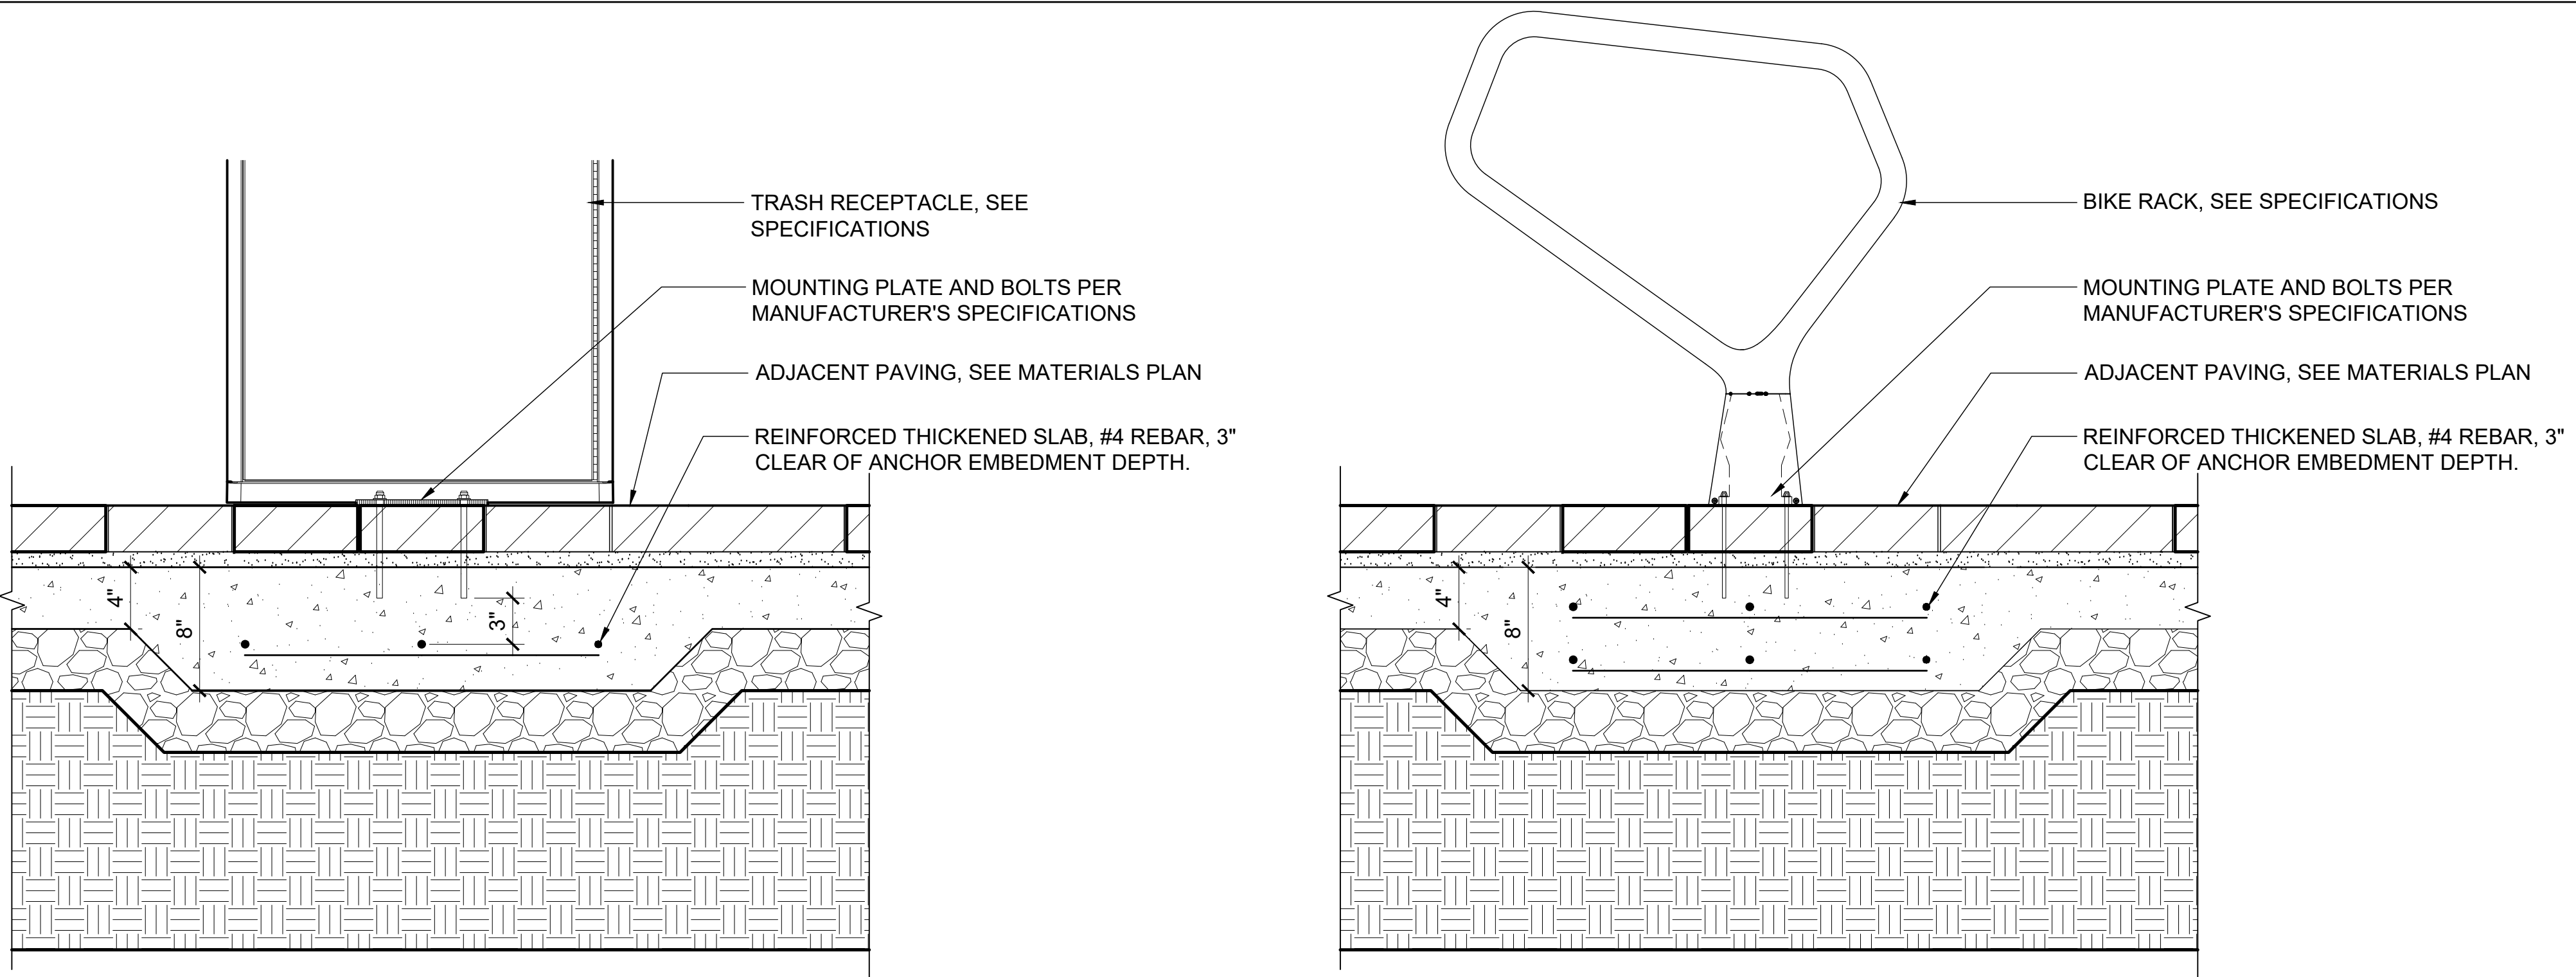 TRASH RECEPTACLE, SEE
SPECIFICATIONS
MOUNTING PLATE AND BOLTS PER
MANUFACTURER'S SPECIFICATIONS
ADJACENT PAVING, SEE MATERIALS PLAN
REINFORCED THICKENED SLAB, #4 REBAR, 3"
CLEAR OF ANCHOR EMBEDMENT DEPTH.
4"
8"
3"
BIKE RACK, SEE SPECIFICATIONS
MOUNTING PLATE AND BOLTS PER
MANUFACTURER'S SPECIFICATIONS
ADJACENT PAVING, SEE MATERIALS PLAN
REINFORCED THICKENED SLAB, #4 REBAR, 3"
CLEAR OF ANCHOR EMBEDMENT DEPTH.
4"
8"